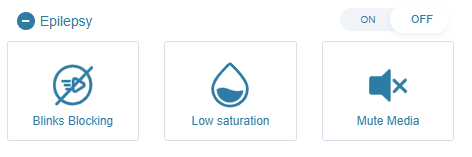 Epilepsy
ON OFF
Blinks Blocking
Low saturation
Mute Media